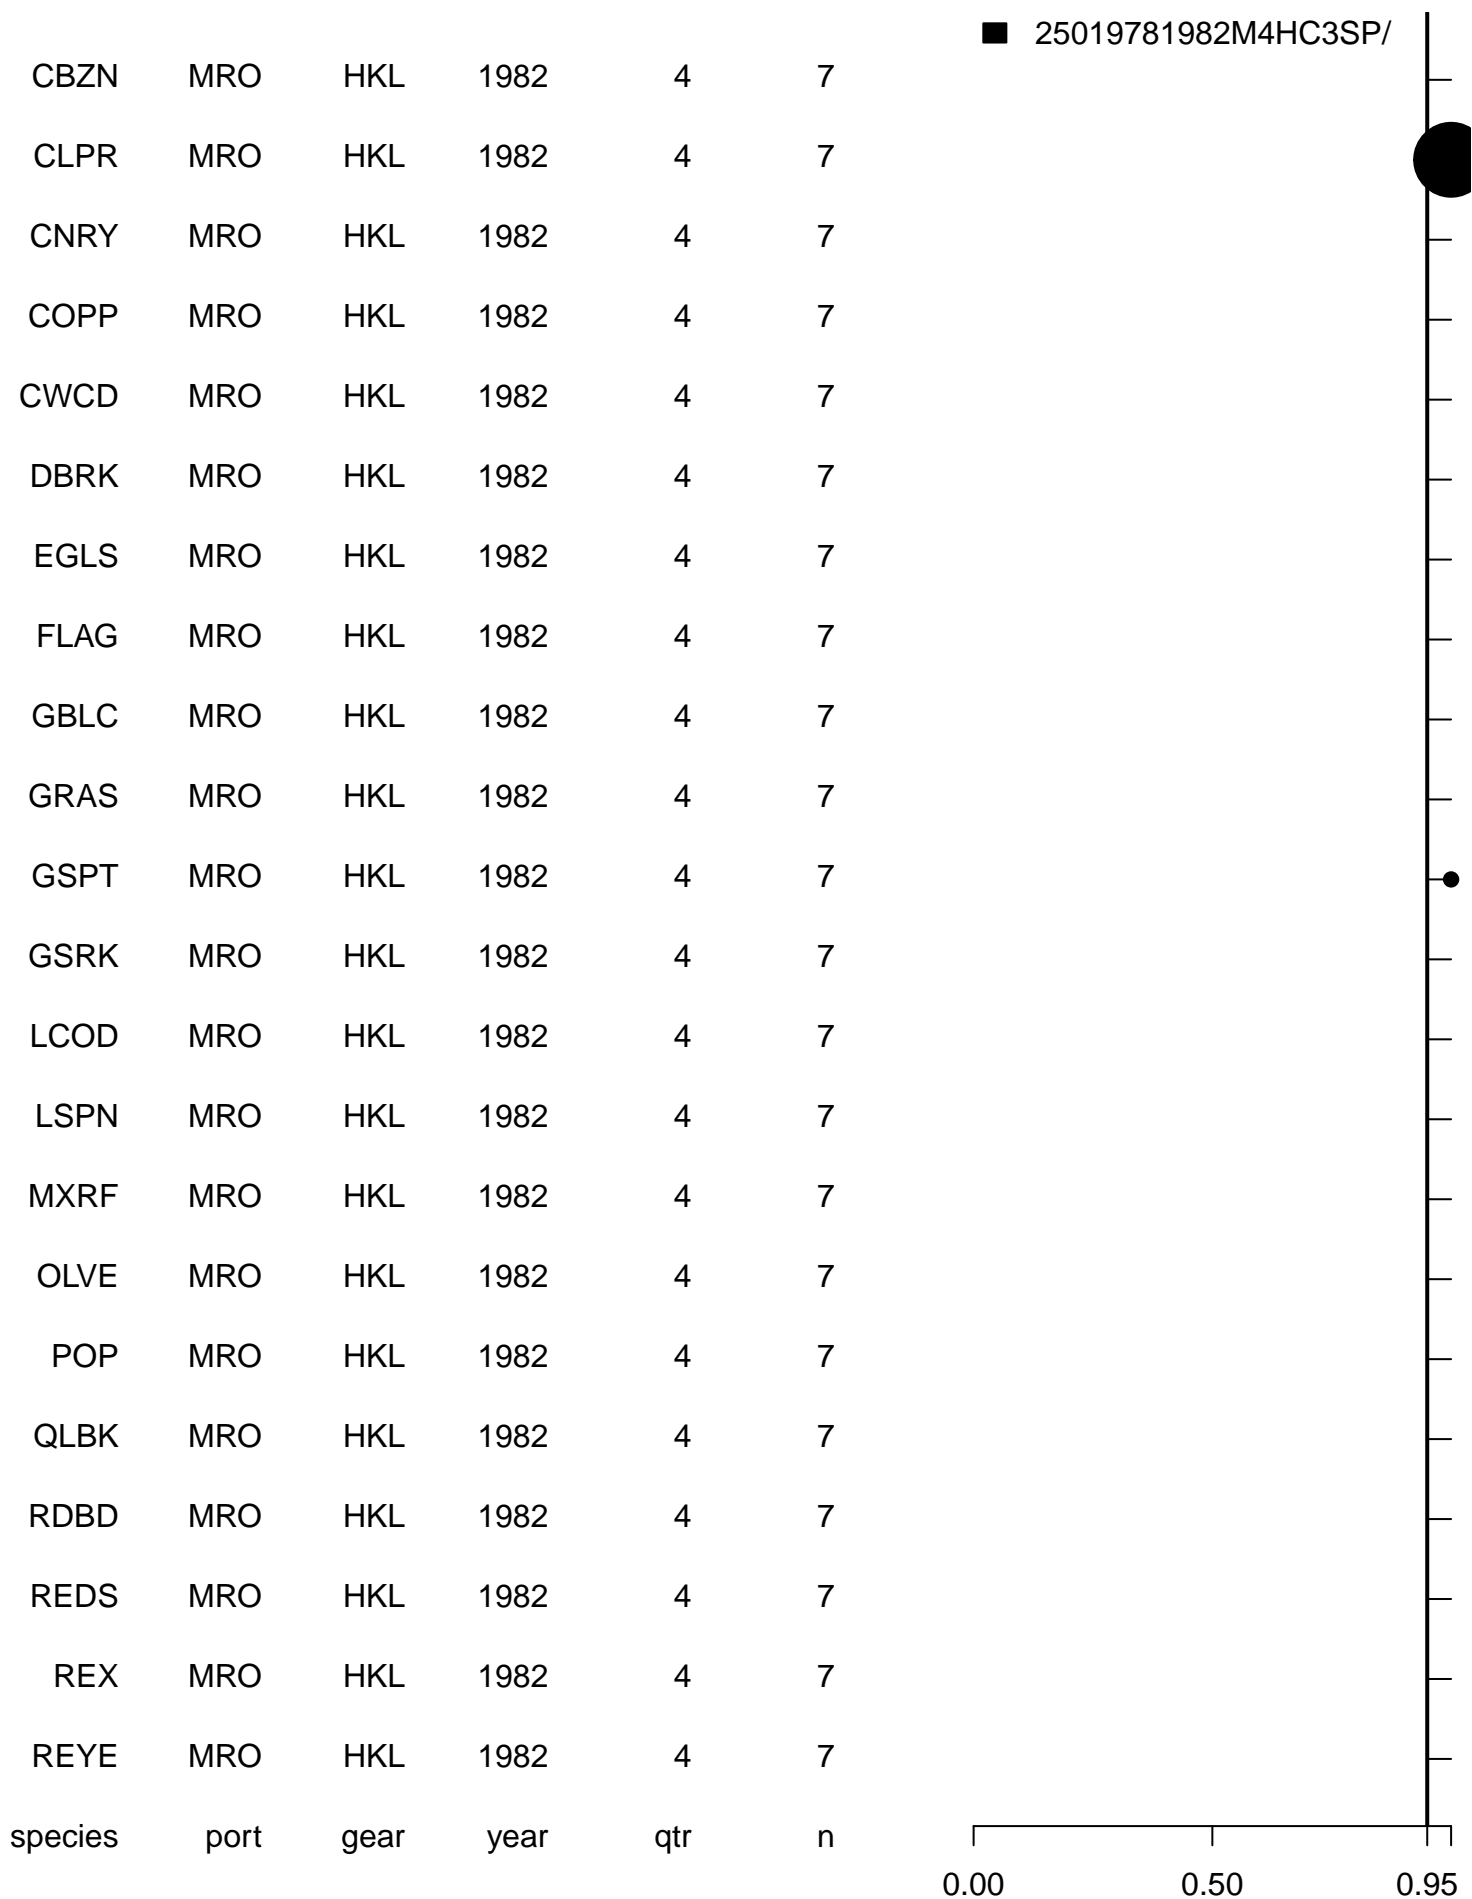 25019781982M4HC3SP/
CBZN MRO HKL 1982 4 7
CLPR MRO HKL 1982 4 7
CNRY MRO HKL 1982 4 7
COPP MRO HKL 1982 4 7
CWCD MRO HKL 1982 4 7
DBRK MRO HKL 1982 4 7
EGLS MRO HKL 1982 4 7
FLAG MRO HKL 1982 4 7
GBLC MRO HKL 1982 4 7
GRAS MRO HKL 1982 4 7
GSPT MRO HKL 1982 4 7
GSRK MRO HKL 1982 4 7
LCOD MRO HKL 1982 4 7
LSPN MRO HKL 1982 4 7
MXRF MRO HKL 1982 4 7
OLVE MRO HKL 1982 4 7
POP MRO HKL 1982 4 7
QLBK MRO HKL 1982 4 7
RDBD MRO HKL 1982 4 7
REDS MRO HKL 1982 4 7
REX MRO HKL 1982 4 7
REYE MRO HKL 1982 4 7
species port gear year qtr n
0.00 0.50 0.95